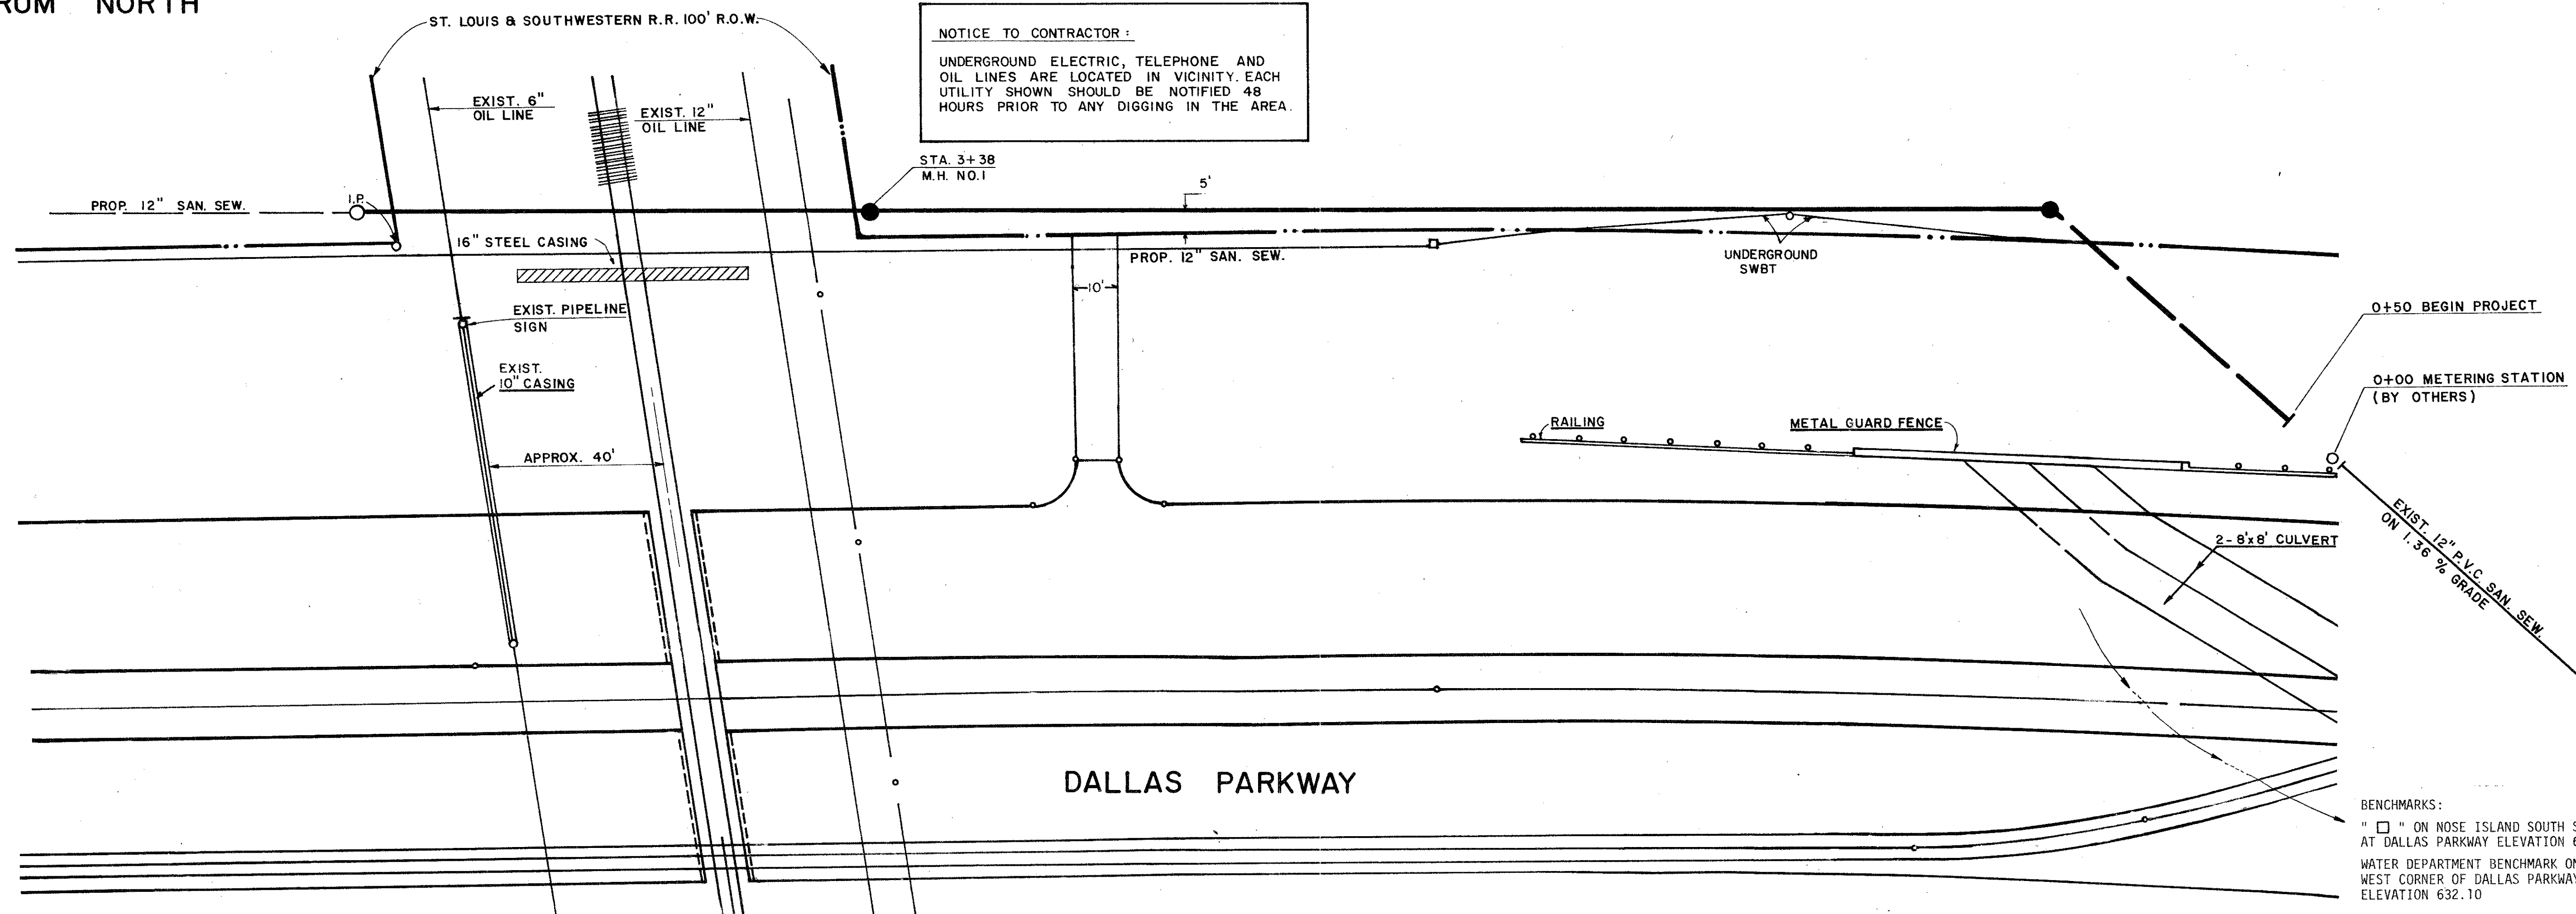 NORTH
ST. LOUIS & SOUTHWESTERN R.R. 100' R.O.W.
NOTICE TO CONTRACTOR :
UNDERGROUND ELECTRIC, TELEPHONE AND
OIL LINES ARE LOCATED IN VICINITY. EACH
UTILITY SHOWN SHOULD BE NOTIFIED 48
HOURS PRIOR TO ANY DIGGING IN THE AREA.
EXIST. 6"
OIL LINE
EXIST. 12"
OIL LINE
STA. 3+38
M.H. NO.1
5'
PROP. 12" SAN. SEW.
I.P.
16" STEEL CASING
PROP. 12" SAN. SEW.
UNDERGROUND
SWBT
10'
EXIST. PIPELINE
SIGN
0+50 BEGIN PROJECT
EXIST.
10" CASING
0+00 METERING STATION
(BY OTHERS)
RAILING
METAL GUARD FENCE
APPROX. 40'
EXIST. 12" P.V.C. SAN. SEW.
ON 1.36 % GRADE
2-8'x8' CULVERT
DALLAS PARKWAY
BENCHMARKS:
" □ " ON NOSE ISLAND SOUTH
AT DALLAS PARKWAY ELEVATION
WATER DEPARTMENT BENCHMARK ON
WEST CORNER OF DALLAS PARKWAY
ELEVATION 632.10